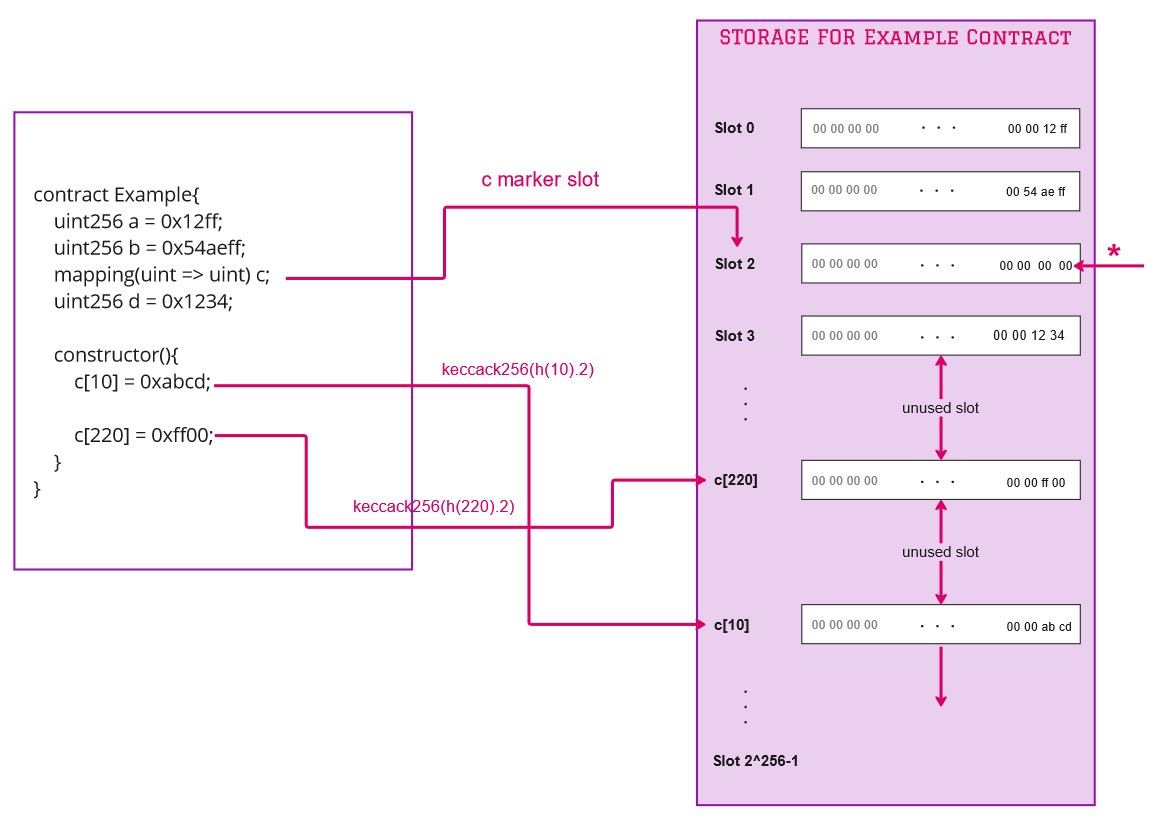 STORAGE FOR Example Contract
contract Example{
uint256 a = 0x12ff;
uint256 b = 0x54aeff;
mapping(uint => uint) c;
uint256 d = 0x1234;
constructor(){
c[10] = 0xabcd;
c[220] = 0xff00;
}
}
c marker slot
keccack256(h(10).2)
keccack256(h(220).2)
Slot 0 00 00 00 00 . . . 00 00 12 ff
Slot 1 00 00 00 00 . . . 00 54 ae ff
Slot 2 00 00 00 00 . . . 00 00 00 00 *
Slot 3 00 00 00 00 . . . 00 00 12 34
. . .
unused slot
c[220] 00 00 00 00 . . . 00 00 ff 00
unused slot
c[10] 00 00 00 00 . . . 00 00 ab cd
. . .
Slot 2^256-1